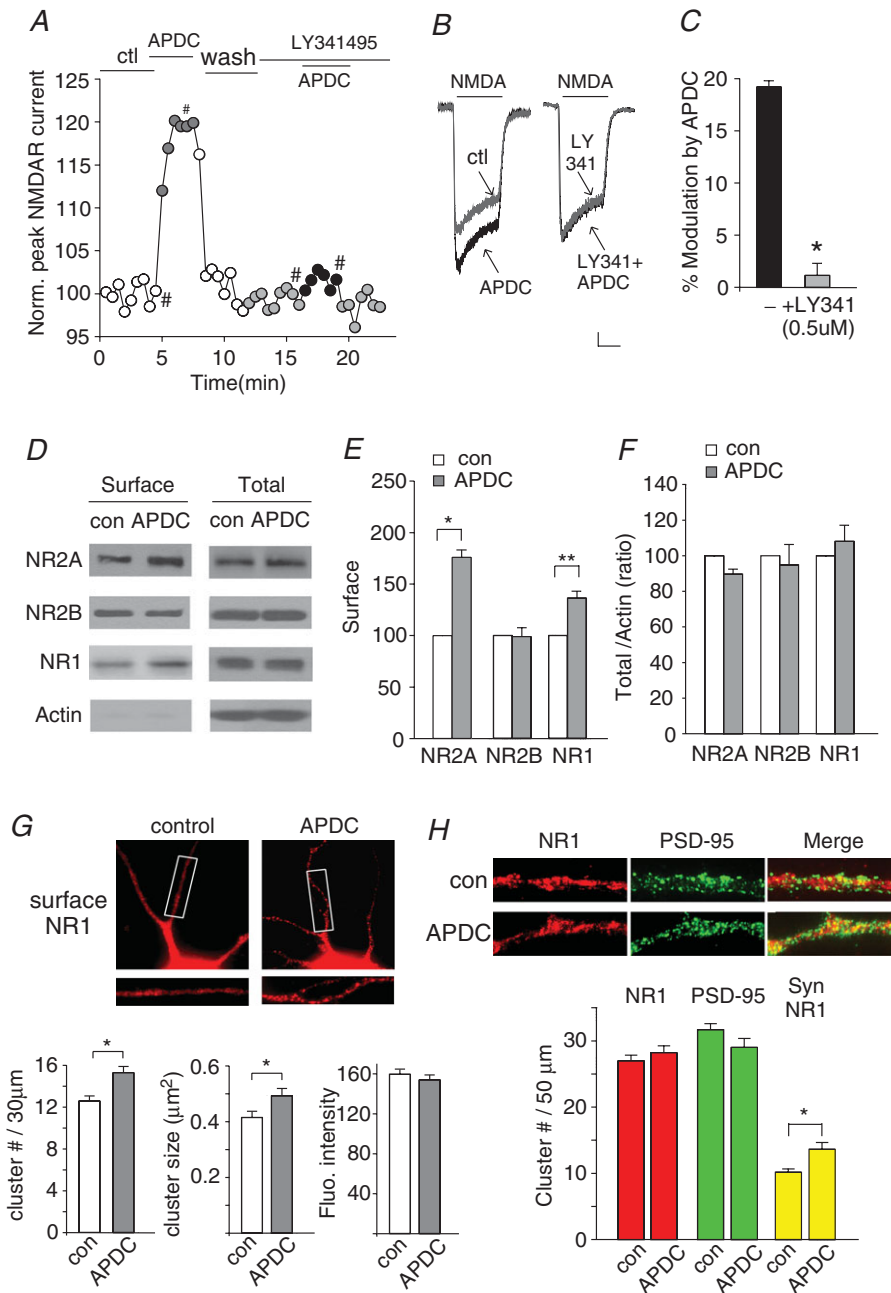 A
ctl
APDC
wash
LY341495
APDC
Norm. peak NMDAR current
125
120
115
110
105
100
95
#
#
#
#
0
5
10
15
20
Time(min)
B
NMDA
NMDA
ctl
APDC
LY
341
LY341+
APDC
C
% Modulation by APDC
20
15
10
5
0
*
– +LY341
(0.5uM)
D
Surface
Total
con APDC
con APDC
NR2A
NR2B
NR1
Actin
E
con
APDC
Surface
250
200
150
100
50
0
*
**
NR2A
NR2B
NR1
F
con
APDC
Total /Actin (ratio)
140
120
100
80
60
40
20
0
NR2A
NR2B
NR1
G
control
APDC
surface
NR1
cluster # / 30μm
16
12
8
4
0
*
con
APDC
cluster size (μm²)
0.6
0.4
0.2
*
con
APDC
Fluo. intensity
160
120
80
40
con
APDC
H
NR1
PSD-95
Merge
con
APDC
NR1
PSD-95
Syn
NR1
Cluster # / 50 μm
30
20
10
0
*
con
APDC
con
APDC
con
APDC